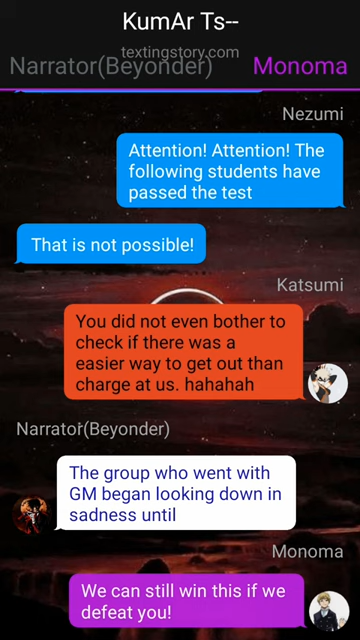 KumAr Ts--
textingstory.com
Narrator(Beyonder)
Monoma
Nezumi
Attention! Attention! The
following students have
passed the test
That is not possible!
Katsumi
You did not even bother to
check if there was a
easier way to get out than
charge at us. hahahah
Narrator(Beyonder)
The group who went with
GM began looking down in
sadness until
Monoma
We can still win this if we
defeat you!